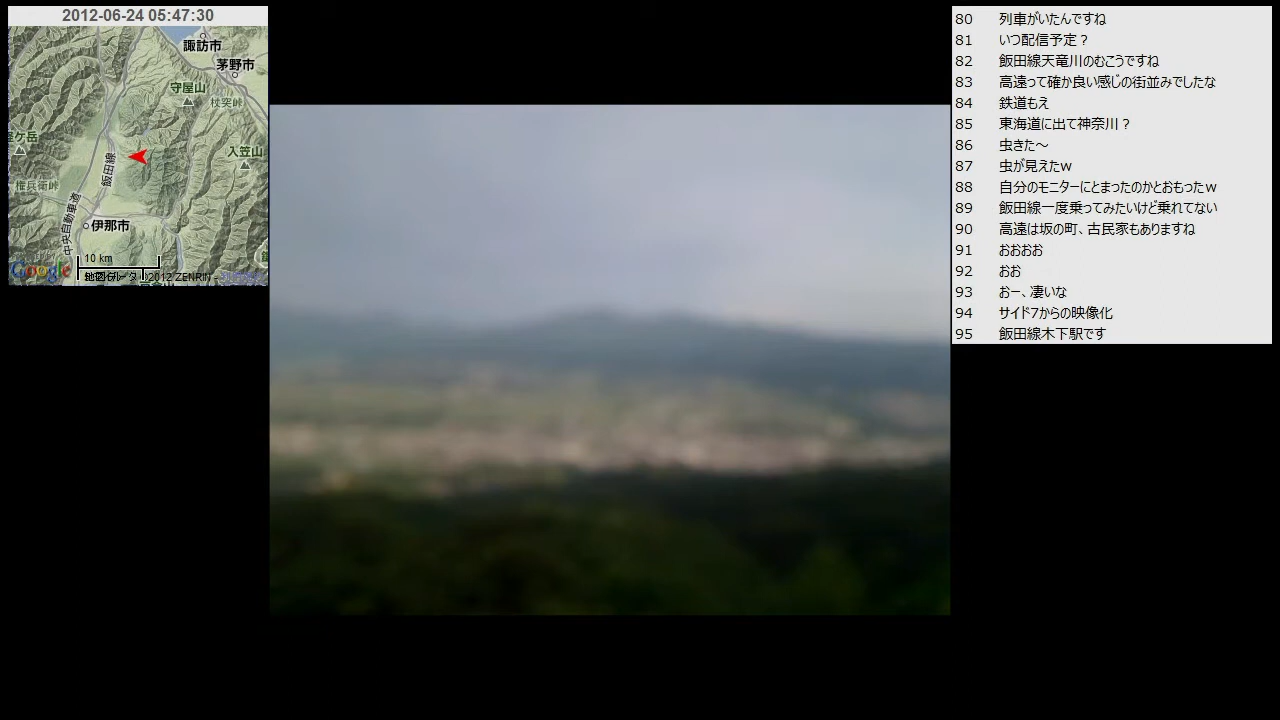 2012-06-24 05:47:30
諏訪市
茅野市
守屋山
杖突峠
入笠山
権兵衛峠
飯田線
中央自動車道
伊那市
10 km
Google
©2012 ZENRIN -
80 列車がいたんですね
81 いつ配信予定？
82 飯田線天竜川のむこうですね
83 高遠って確か良い感じの街並みでしたな
84 鉄道もえ
85 東海道に出て神奈川？
86 虫きた～
87 虫が見えたｗ
88 自分のモニターにとまったのかとおもったｗ
89 飯田線一度乗ってみたいけど乗れてない
90 高遠は坂の町、古民家もありますね
91 おおおお
92 おお
93 おー、凄いな
94 サイド7からの映像化
95 飯田線木下駅です